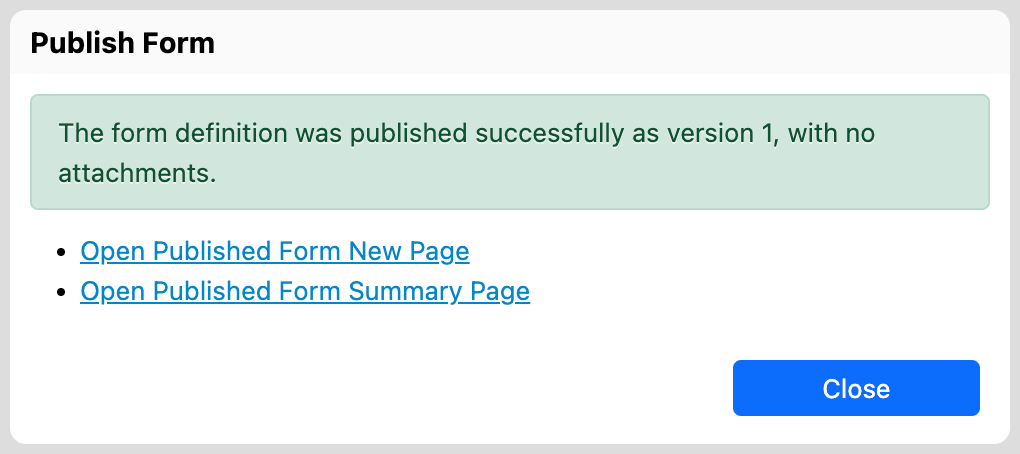 Publish Form
The form definition was published successfully as version 1, with no
attachments.
Open Published Form New Page
Open Published Form Summary Page
Close